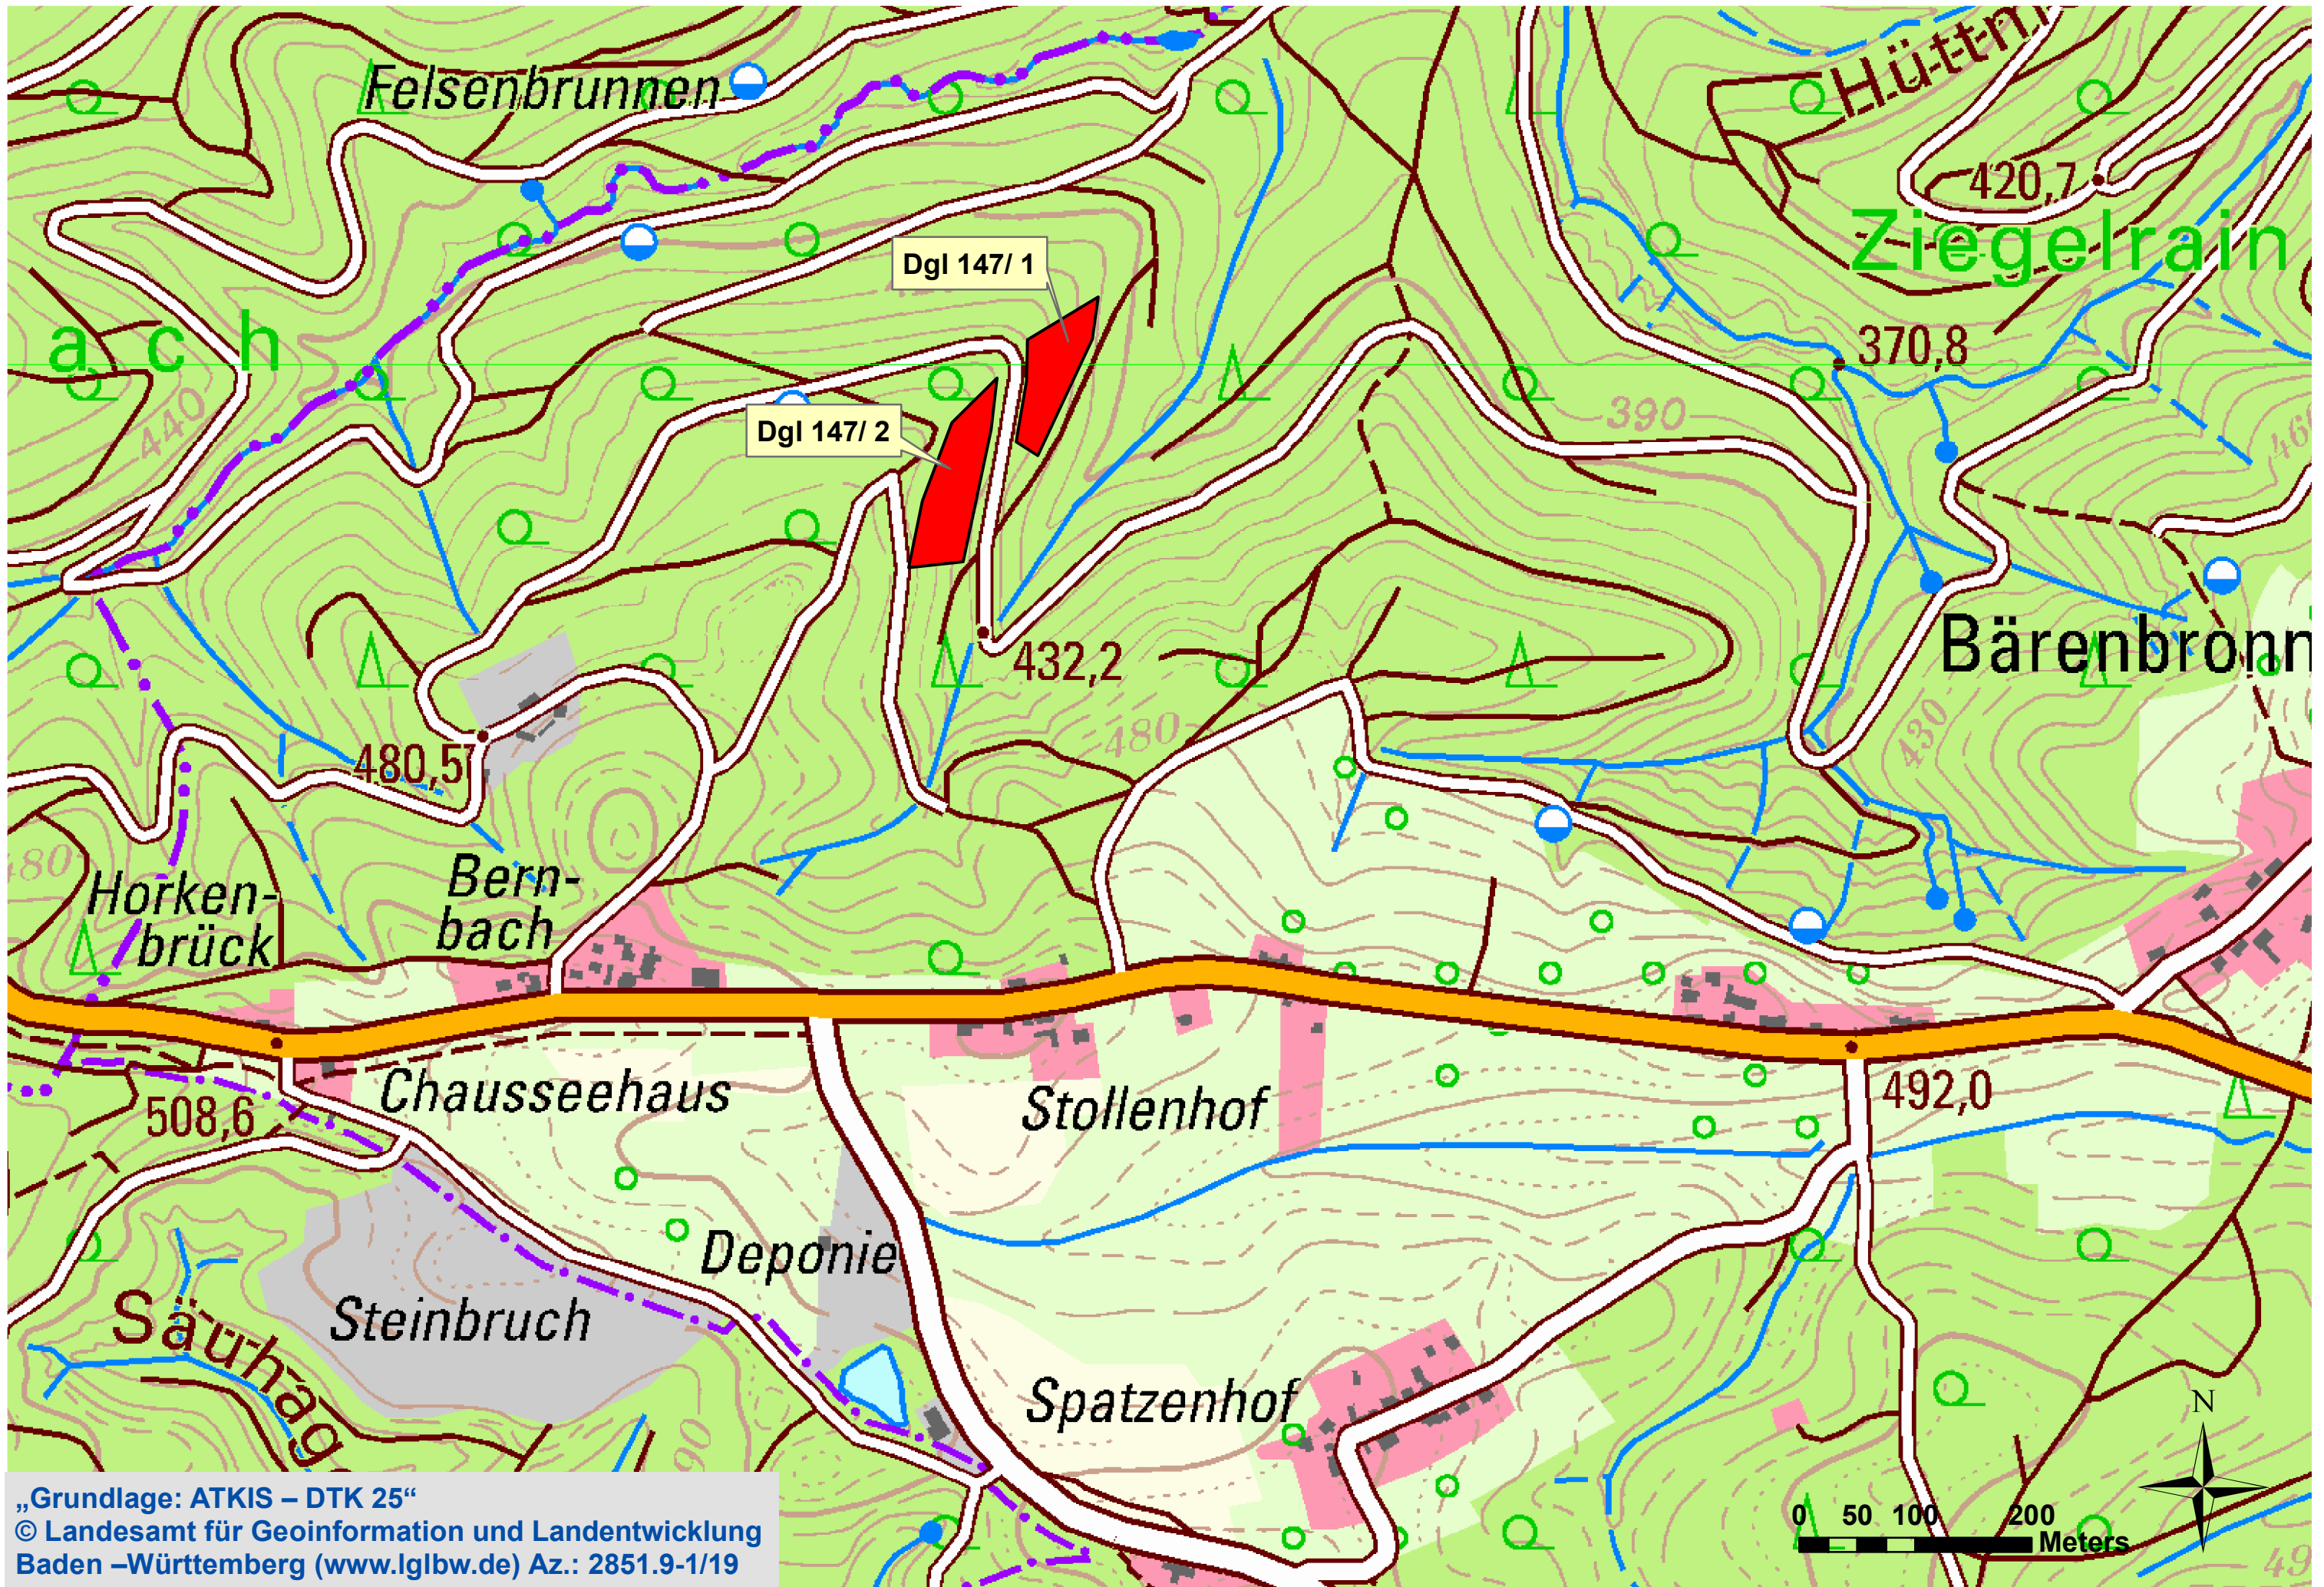 Felsenbrunnen
420,7
Ziegelrain
Dgl 147/ 1
a c h
370,8
440
390
Dgl 147/ 2
Bärenbronn
432,2
480
430
480,5
480
Horken-
brück
Bern-
bach
Chausseehaus
508,6
Stollenhof
492,0
Deponie
Steinbruch
Spatzenhof
90
N
0 50 100 200
Meters
„Grundlage: ATKIS – DTK 25“
© Landesamt für Geoinformation und Landentwicklung
Baden –Württemberg (www.lglbw.de) Az.: 2851.9-1/19